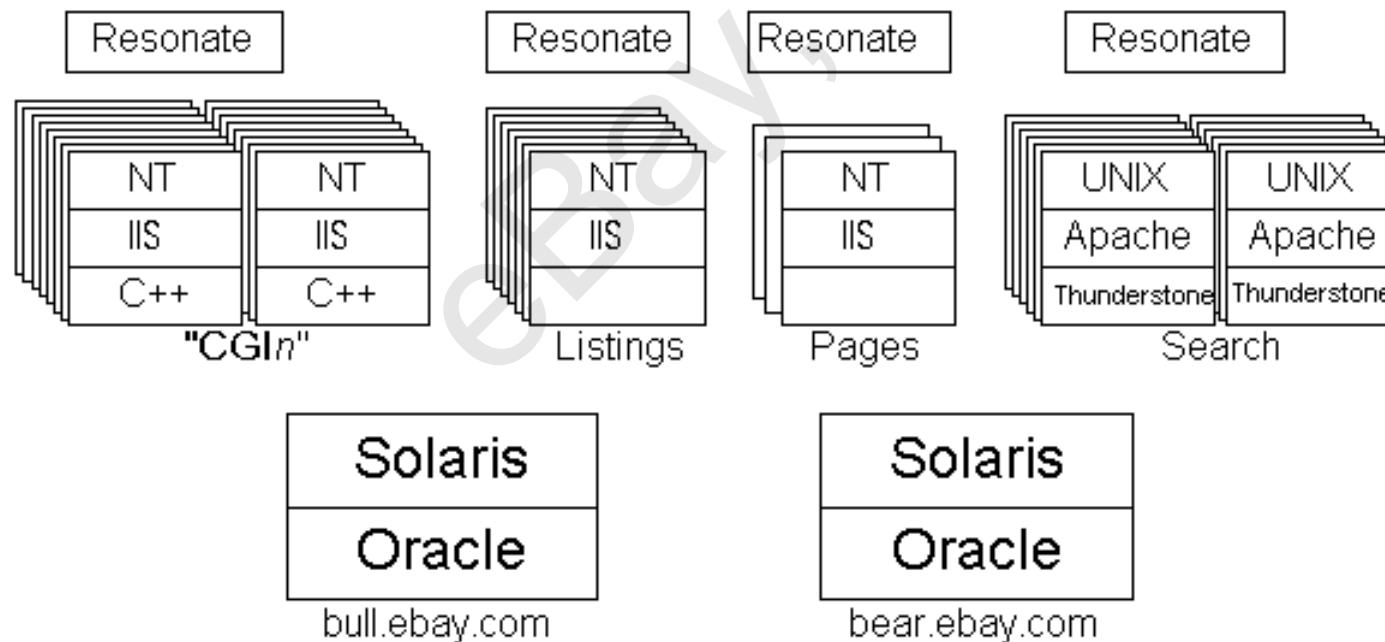 Resonate Resonate Resonate Resonate
NT NT NT NT UNIX UNIX
IIS IIS IIS IIS Apache Apache
C++ C++ Thunderstone Thunderstone
"CGIn" Listings Pages Search
eBay,
Solaris Solaris
Oracle Oracle
bull.ebay.com bear.ebay.com